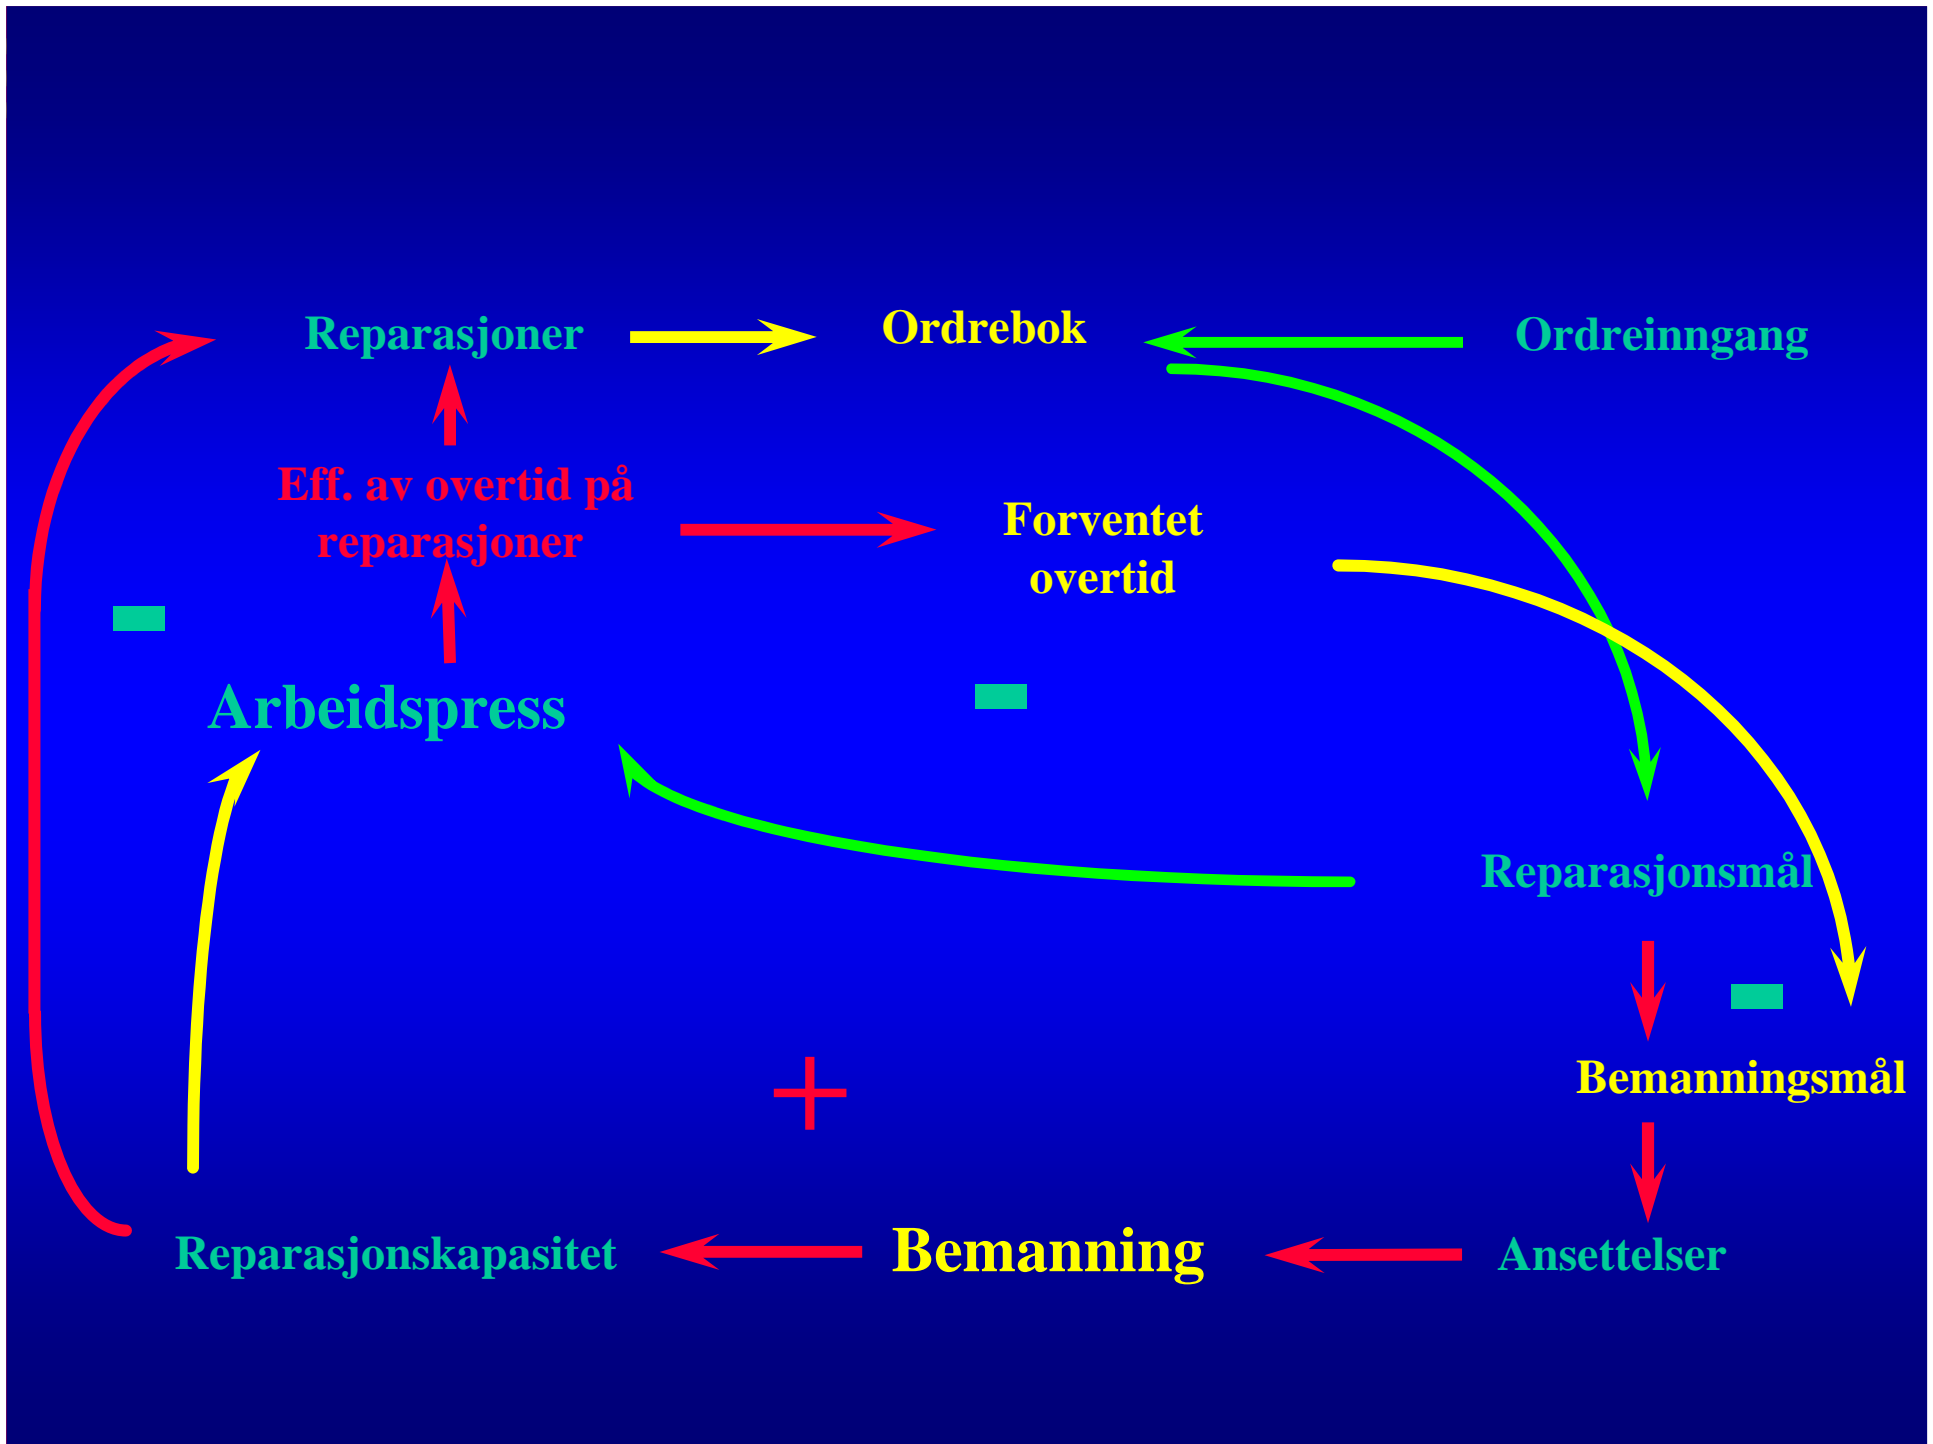 Reparasjoner
Ordrebok
Ordreinngang
Eff. av overtid på
reparasjoner
Forventet
overtid
Arbeidspress
Reparasjonsmål
+
Bemanningsmål
Reparasjonskapasitet
Bemanning
Ansettelser